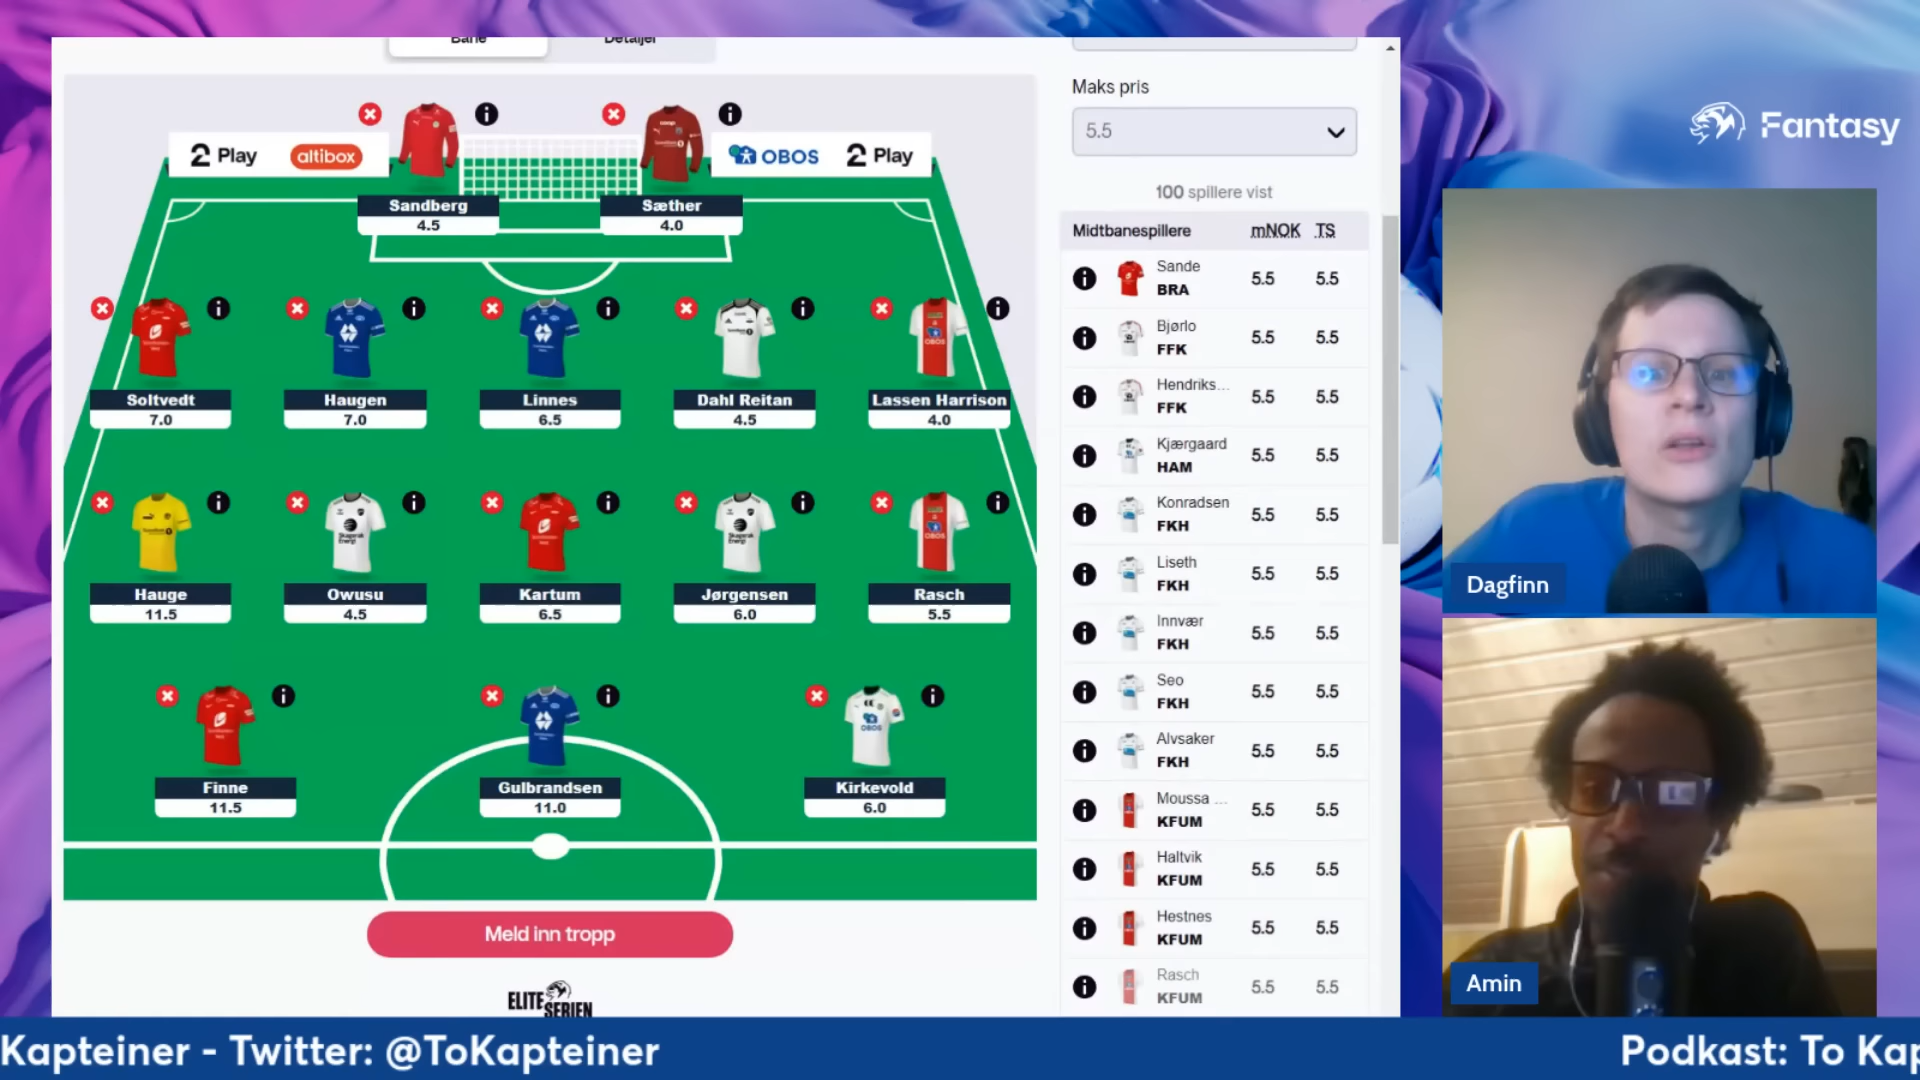 Bane Detaljer
2 Play altibox OBOS 2 Play
Sandberg
4.5
Sæther
4.0
Soltvedt
7.0
Haugen
7.0
Linnes
6.5
Dahl Reitan
4.5
Lassen Harrison
4.0
Hauge
11.5
Owusu
4.5
Kartum
6.5
Jørgensen
6.0
Rasch
5.5
Finne
11.5
Gulbrandsen
11.0
Kirkevold
6.0
Meld inn tropp
ELITE
SERIEN
Maks pris
5.5
100 spillere vist
Midtbanespillere mNOK TS
Sande
BRA 5.5 5.5
Bjørlo
FFK 5.5 5.5
Hendriks...
FFK 5.5 5.5
Kjærgaard
HAM 5.5 5.5
Konradsen
FKH 5.5 5.5
Liseth
FKH 5.5 5.5
Innvær
FKH 5.5 5.5
Seo
FKH 5.5 5.5
Alvsaker
FKH 5.5 5.5
Moussa ...
KFUM 5.5 5.5
Haltvik
KFUM 5.5 5.5
Hestnes
KFUM 5.5 5.5
Rasch
KFUM 5.5 5.5
Fantasy
Dagfinn
Amin
Kapteiner - Twitter: @ToKapteiner
Podkast: To Kap